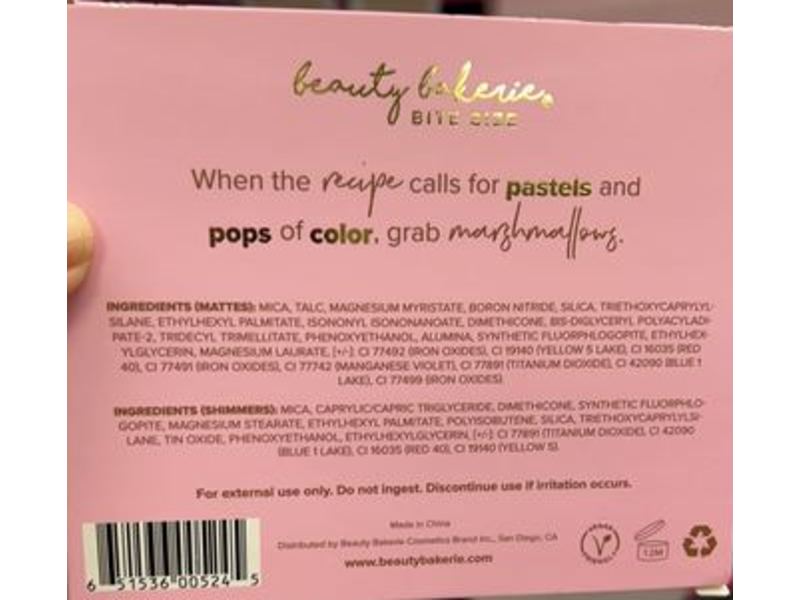 beauty bakerie
BITE SIZE
When the recipe calls for pastels and
pops of color, grab marshmallows.
INGREDIENTS (MATTES): MICA, TALC, MAGNESIUM MYRISTATE, BORON NITRIDE, SILICA, TRIETHOXYCAPRYLYL-
SILANE, ETHYLHEXYL PALMITATE, ISONONYL ISONONANOATE, DIMETHICONE, BIS-DIGLYCERYL POLYACYLADI-
PATE-2, TRIDECYL TRIMELLITATE, PHENOXYETHANOL, ALUMINA, SYNTHETIC FLUORPHLOGOPITE, ETHYLHEX-
YLGLYCERIN, MAGNESIUM LAURATE, [+/-]: CI 77492 (IRON OXIDES), CI 19140 (YELLOW 5 LAKE), CI 16035 (RED
40), CI 77491 (IRON OXIDES), CI 77742 (MANGANESE VIOLET), CI 77891 (TITANIUM DIOXIDE), CI 42090 (BLUE 1
LAKE), CI 77499 (IRON OXIDES).
INGREDIENTS (SHIMMERS): MICA, CAPRYLIC/CAPRIC TRIGLYCERIDE, DIMETHICONE, SYNTHETIC FLUORPHLO-
GOPITE, MAGNESIUM STEARATE, ETHYLHEXYL PALMITATE, POLYISOBUTENE, SILICA, TRIETHOXYCAPRYLYLSI-
LANE, TIN OXIDE, PHENOXYETHANOL, ETHYLHEXYLGLYCERIN, [+/-]: CI 77891 (TITANIUM DIOXIDE), CI 42090
(BLUE 1 LAKE), CI 16035 (RED 40), CI 19140 (YELLOW 5).
For external use only. Do not ingest. Discontinue use if irritation occurs.
Made in China
Distributed by Beauty Bakerie Cosmetics Brand Inc., San Diego, CA
www.beautybakerie.com
12M
6 51536 00524 5